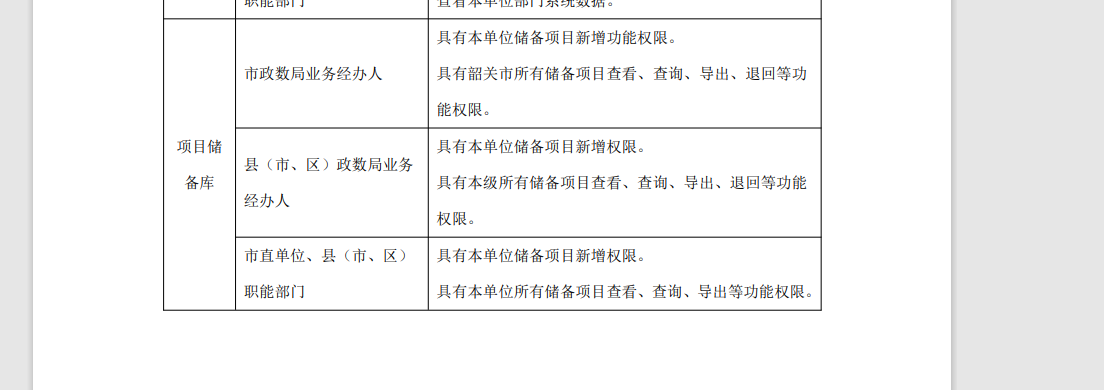 职能部门
查看本单位部门系统数据。
项目储
备库
市政数局业务经办人
具有本单位储备项目新增功能权限。
具有韶关市所有储备项目查看、查询、导出、退回等功
能权限。
县（市、区）政数局业务
经办人
具有本单位储备项目新增权限。
具有本级所有储备项目查看、查询、导出、退回等功能
权限。
市直单位、县（市、区）
职能部门
具有本单位储备项目新增权限。
具有本单位所有储备项目查看、查询、导出等功能权限。